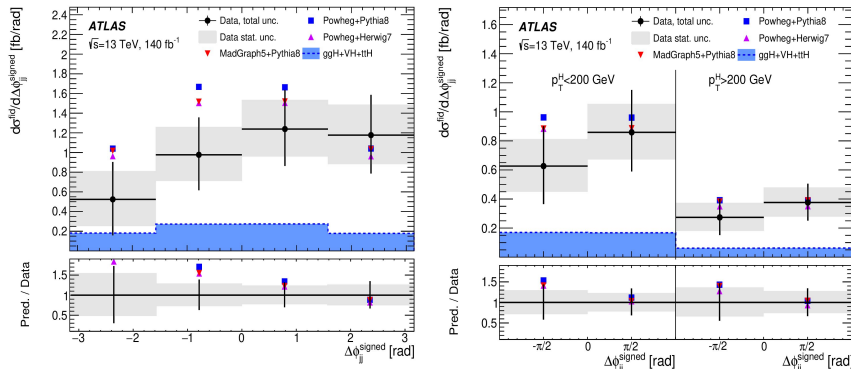 dσ^fid/dΔφ_jj^signed [fb/rad]
2.4
2.2
2
1.8
1.6
1.4
1.2
1
0.8
0.6
0.4
0.2
ATLAS
√s=13 TeV, 140 fb⁻¹
Data, total unc.
Data stat. unc.
MadGraph5+Pythia8
Powheg+Pythia8
Powheg+Herwig7
ggH+VH+ttH
Pred. / Data
1.5
1
0.5
−3 −2 −1 0 1 2 3
Δφ_jj^signed [rad]
dσ^fid/dΔφ_jj^signed [fb/rad]
1.6
1.4
1.2
1
0.8
0.6
0.4
0.2
ATLAS
√s=13 TeV, 140 fb⁻¹
Data, total unc.
Data stat. unc.
MadGraph5+Pythia8
Powheg+Pythia8
Powheg+Herwig7
ggH+VH+ttH
p_T^H<200 GeV
p_T^H>200 GeV
Pred. / Data
1.5
1
0.5
-π/2 0 π/2 -π/2 0 π/2
Δφ_jj^signed [rad] Δφ_jj^signed [rad]